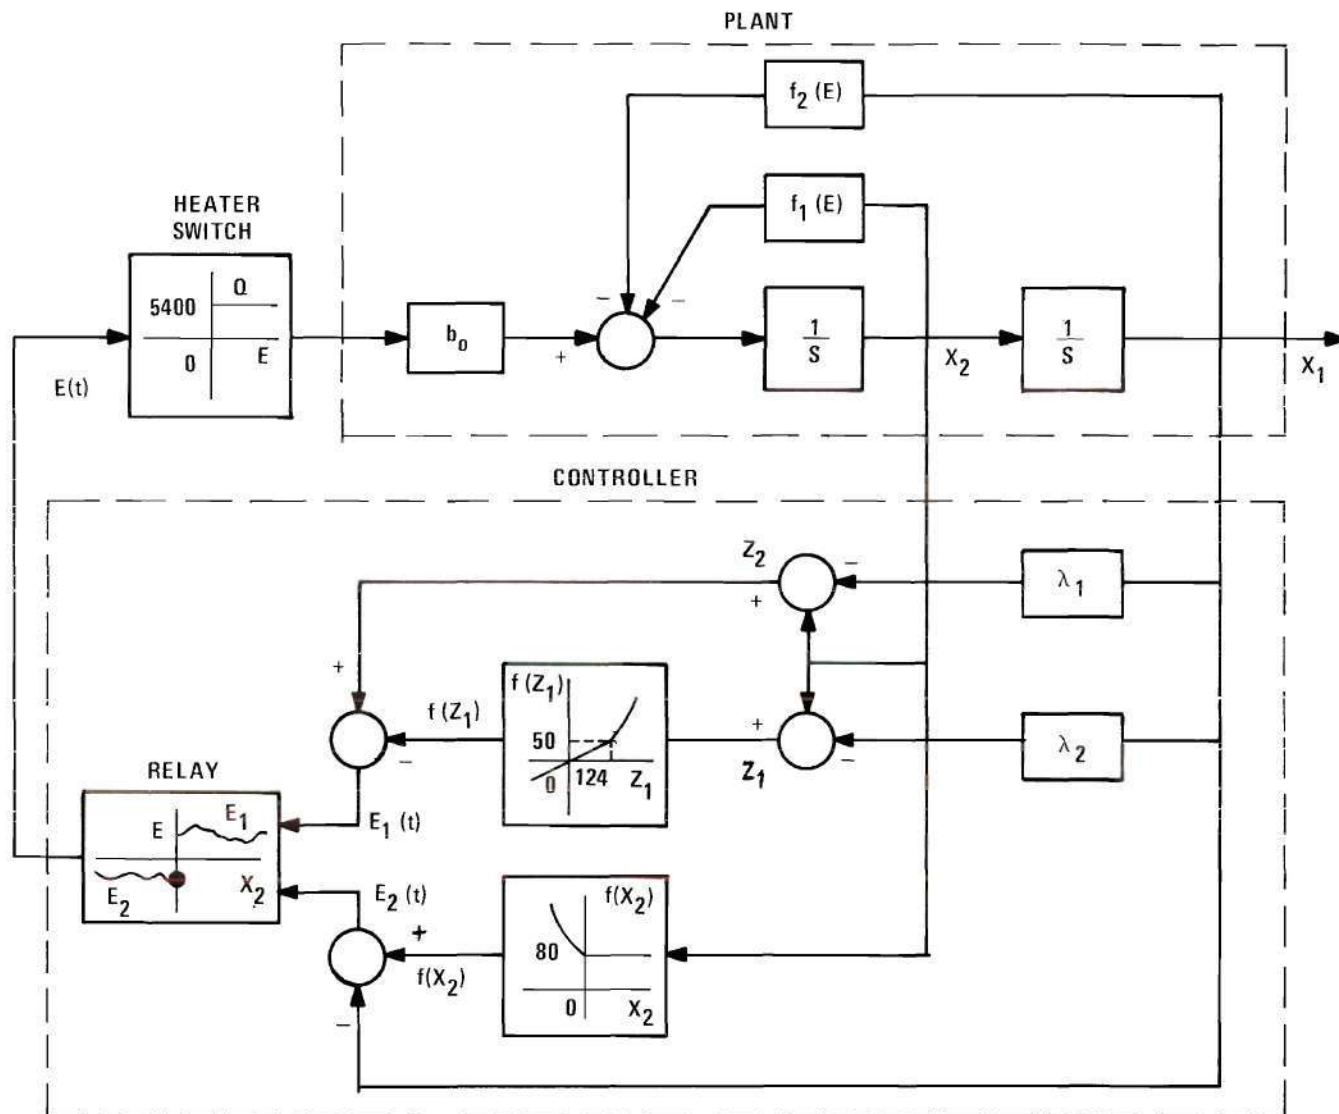 PLANT
f₂ (E)
f₁ (E)
HEATER
SWITCH
5400
Q
0
E
b₀
−
−
+
1
S
X₂
1
S
X₁
E(t)
CONTROLLER
Z₂
−
+
λ₁
+
f (Z₁)
f (Z₁)
50
0
124
Z₁
+
Z₁
−
λ₂
−
RELAY
E
E₁
E₂
X₂
E₁ (t)
E₂ (t)
+
f(X₂)
f(X₂)
80
0
X₂
−